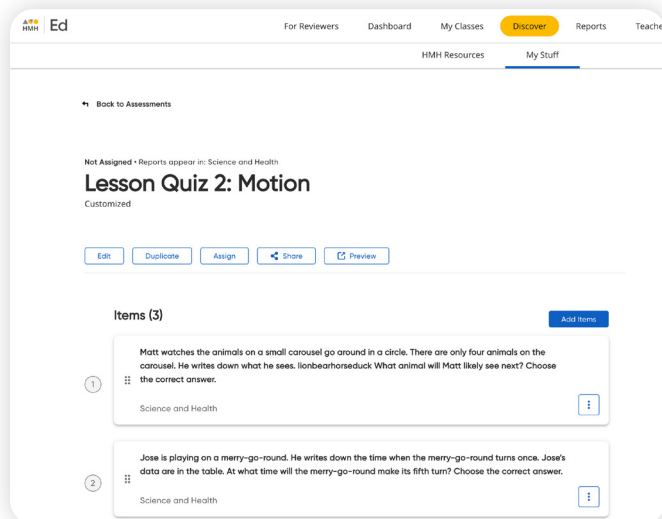 HMH Ed
For Reviewers Dashboard My Classes Discover Reports
HMH Resources My Stuff
Back to Assessments
Not Assigned • Reports appear in: Science and Health
Lesson Quiz 2: Motion
Customized
Edit Duplicate Assign Share Preview
Items (3)
Add Items
Matt watches the animals on a small carousel go around in a circle. There are only four animals on the
carousel. He writes down what he sees. lionbearhorseduck What animal will Matt likely see next? Choose
1
the correct answer.
Science and Health
Jose is playing on a merry-go-round. He writes down the time when the merry-go-round turns once. Jose's
data are in the table. At what time will the merry-go-round make its fifth turn? Choose the correct answer.
2
Science and Health